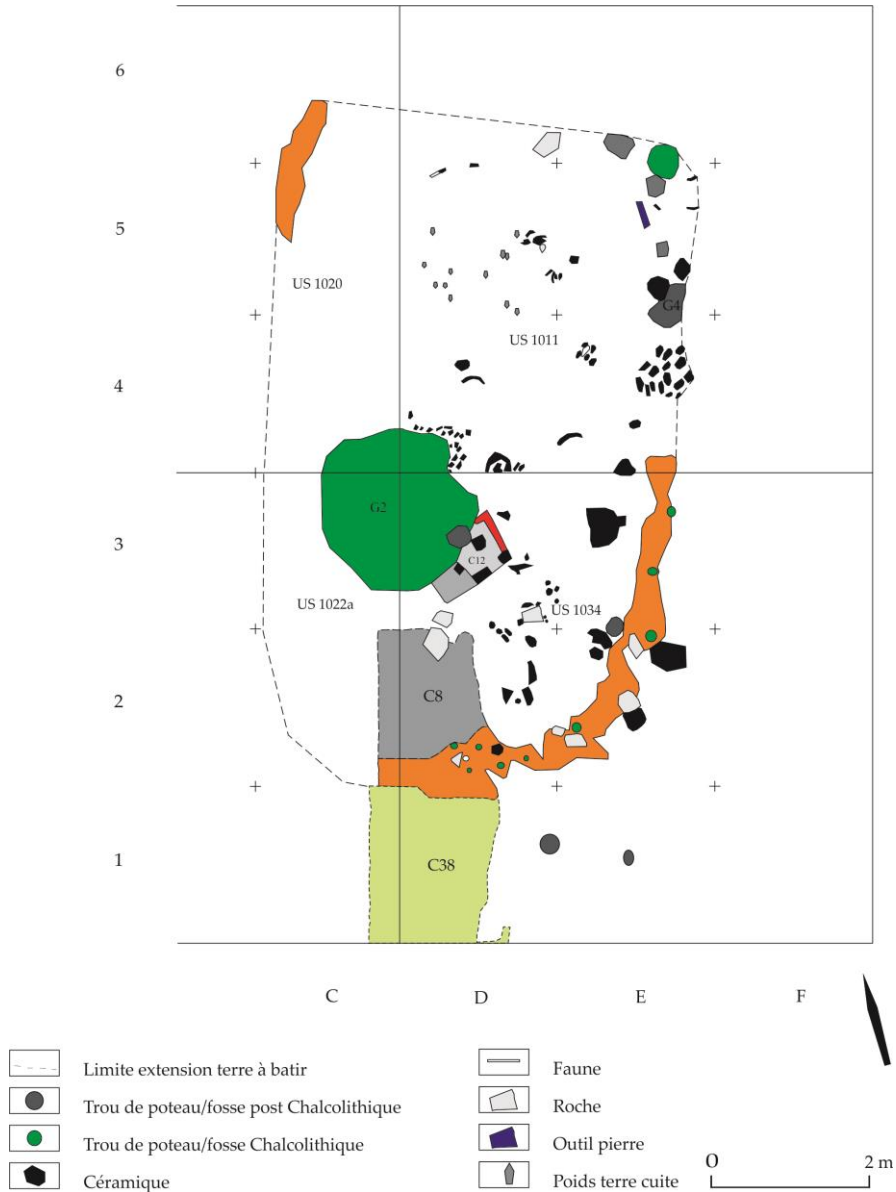 6
5
US 1020
G4
US 1011
4
G2
3
C12
US 1022a
US 1034
2
C8
1
C38
C D E F
Limite extension terre à batir
Trou de poteau/fosse post Chalcolithique
Trou de poteau/fosse Chalcolithique
Céramique
Faune
Roche
Outil pierre
Poids terre cuite
O 2 m